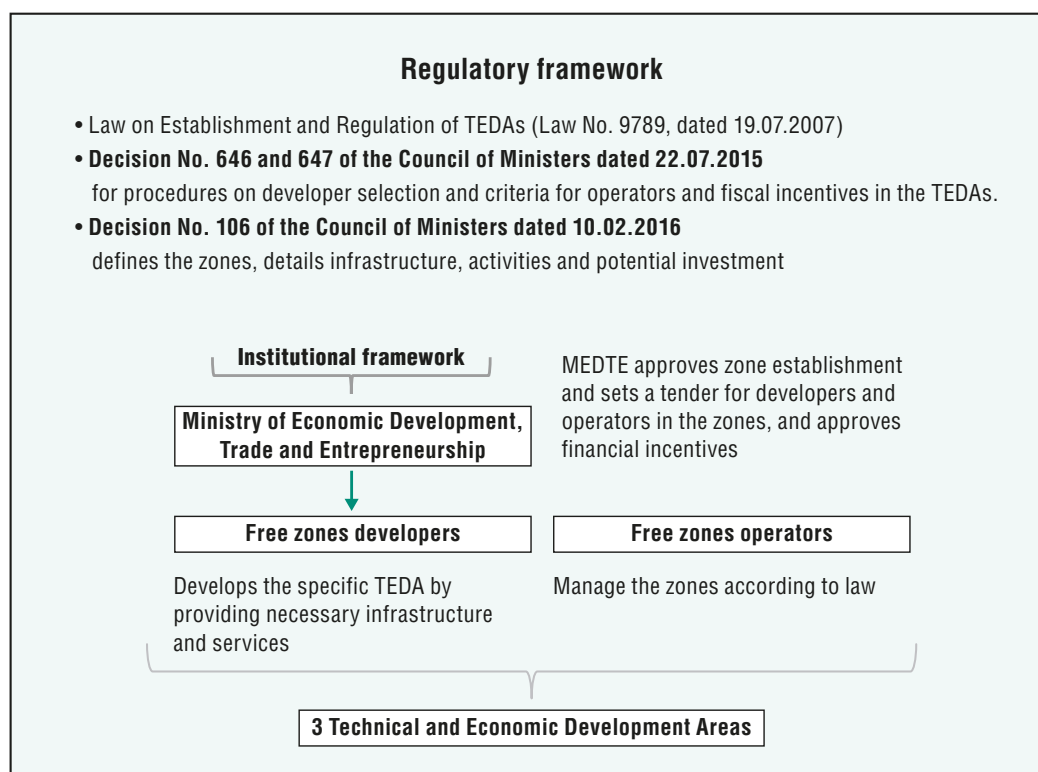 Regulatory framework
• Law on Establishment and Regulation of TEDAs (Law No. 9789, dated 19.07.2007)
• Decision No. 646 and 647 of the Council of Ministers dated 22.07.2015
for procedures on developer selection and criteria for operators and fiscal incentives in the TEDAs.
• Decision No. 106 of the Council of Ministers dated 10.02.2016
defines the zones, details infrastructure, activities and potential investment
Institutional framework
Ministry of Economic Development,
Trade and Entrepreneurship
MEDTE approves zone establishment
and sets a tender for developers and
operators in the zones, and approves
financial incentives
Free zones developers
Free zones operators
Develops the specific TEDA by
providing necessary infrastructure
and services
Manage the zones according to law
3 Technical and Economic Development Areas